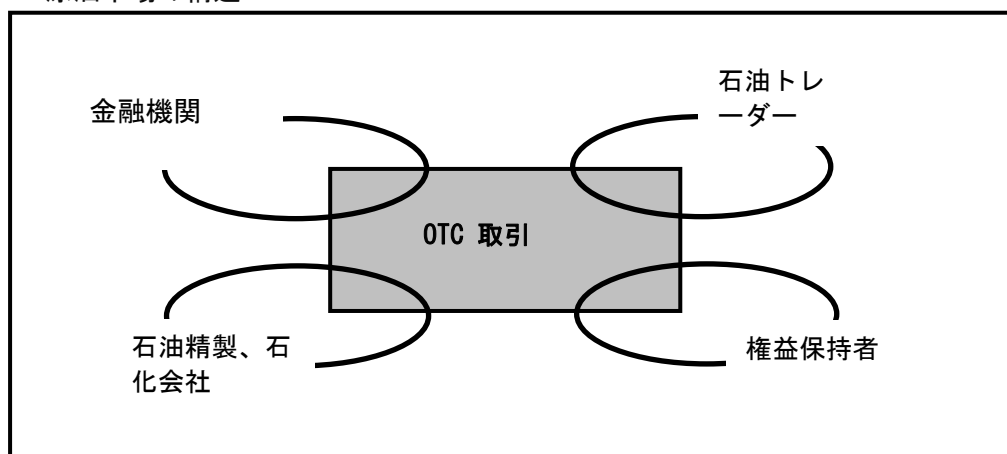 金融機関
石油トレ
ーダー
OTC 取引
石油精製、石
化会社
権益保持者